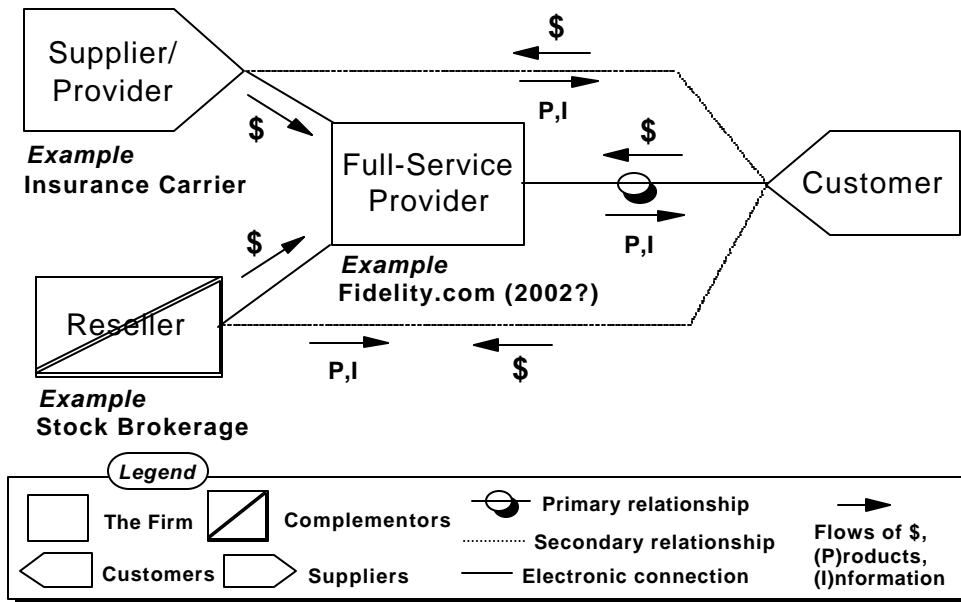 $
Supplier/
Provider
P,I
$
Example
Insurance Carrier
Full-Service
Provider
$
Customer
P,I
$
Example
Fidelity.com (2002?)
Reseller
P,I
$
Example
Stock Brokerage
Legend
The Firm
Complementors
Primary relationship
Secondary relationship
Customers
Suppliers
Electronic connection
Flows of $,
(P)roducts,
(I)nformation